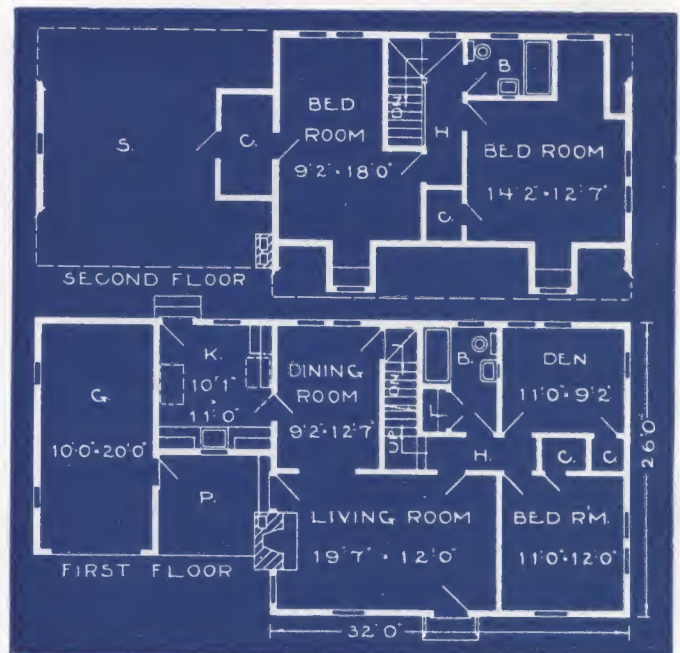 B.
BED
ROOM
9'2"×18'0"
DN.
H
S.
C.
BED ROOM
14'2"×12'7"
C.
SECOND FLOOR
K.
10'1"
×
11'0"
DINING
ROOM
9'2"×12'7"
DN.
UP
L.
B.
DEN
11'0"×9'2"
G.
10'0"×20'0"
P.
H.
C.
C.
26'0"
LIVING ROOM
19'7"×12'0"
BED R'M.
11'0"×12'0"
FIRST FLOOR
32'0"